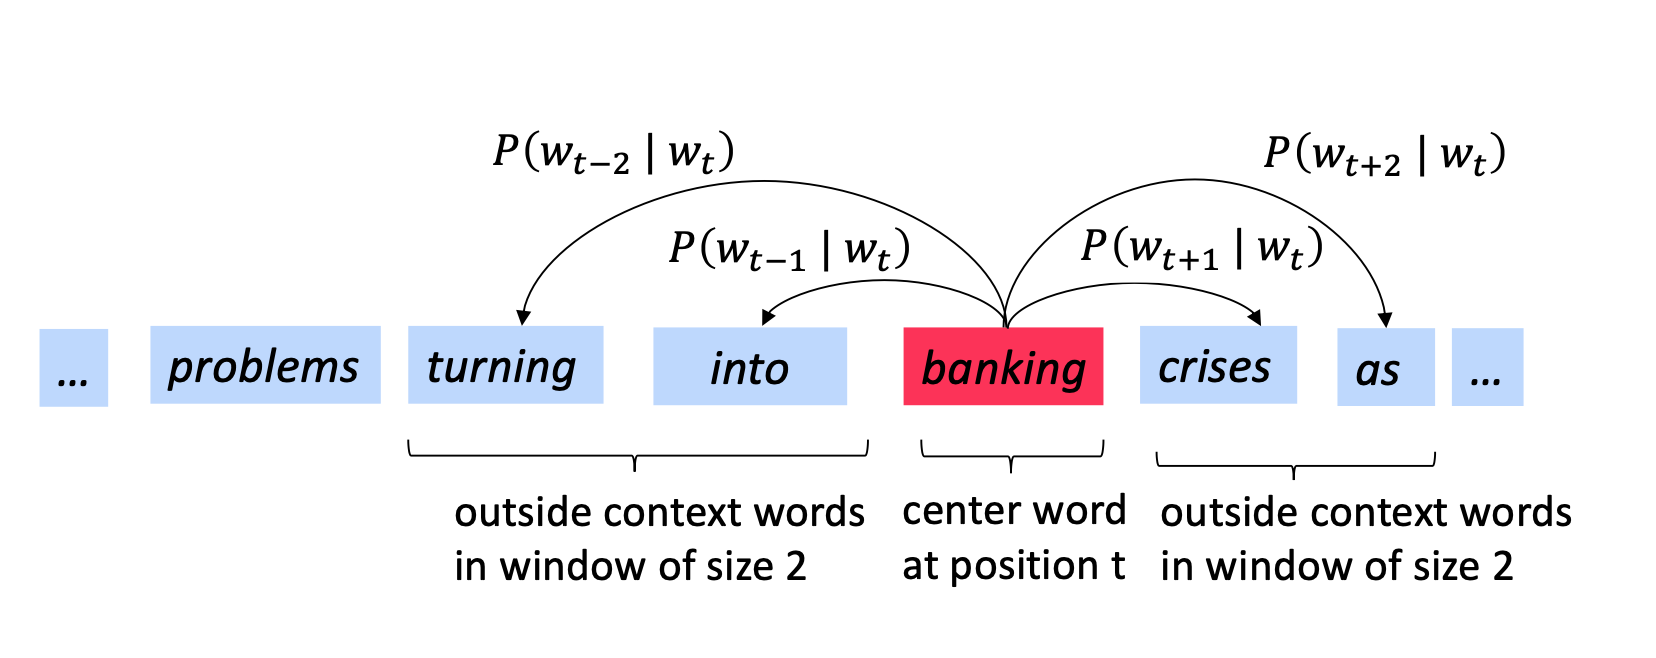 P(w_{t−2} | w_t) P(w_{t+2} | w_t)
P(w_{t−1} | w_t) P(w_{t+1} | w_t)
... problems turning into banking crises as ...
outside context words center word outside context words
in window of size 2 at position t in window of size 2